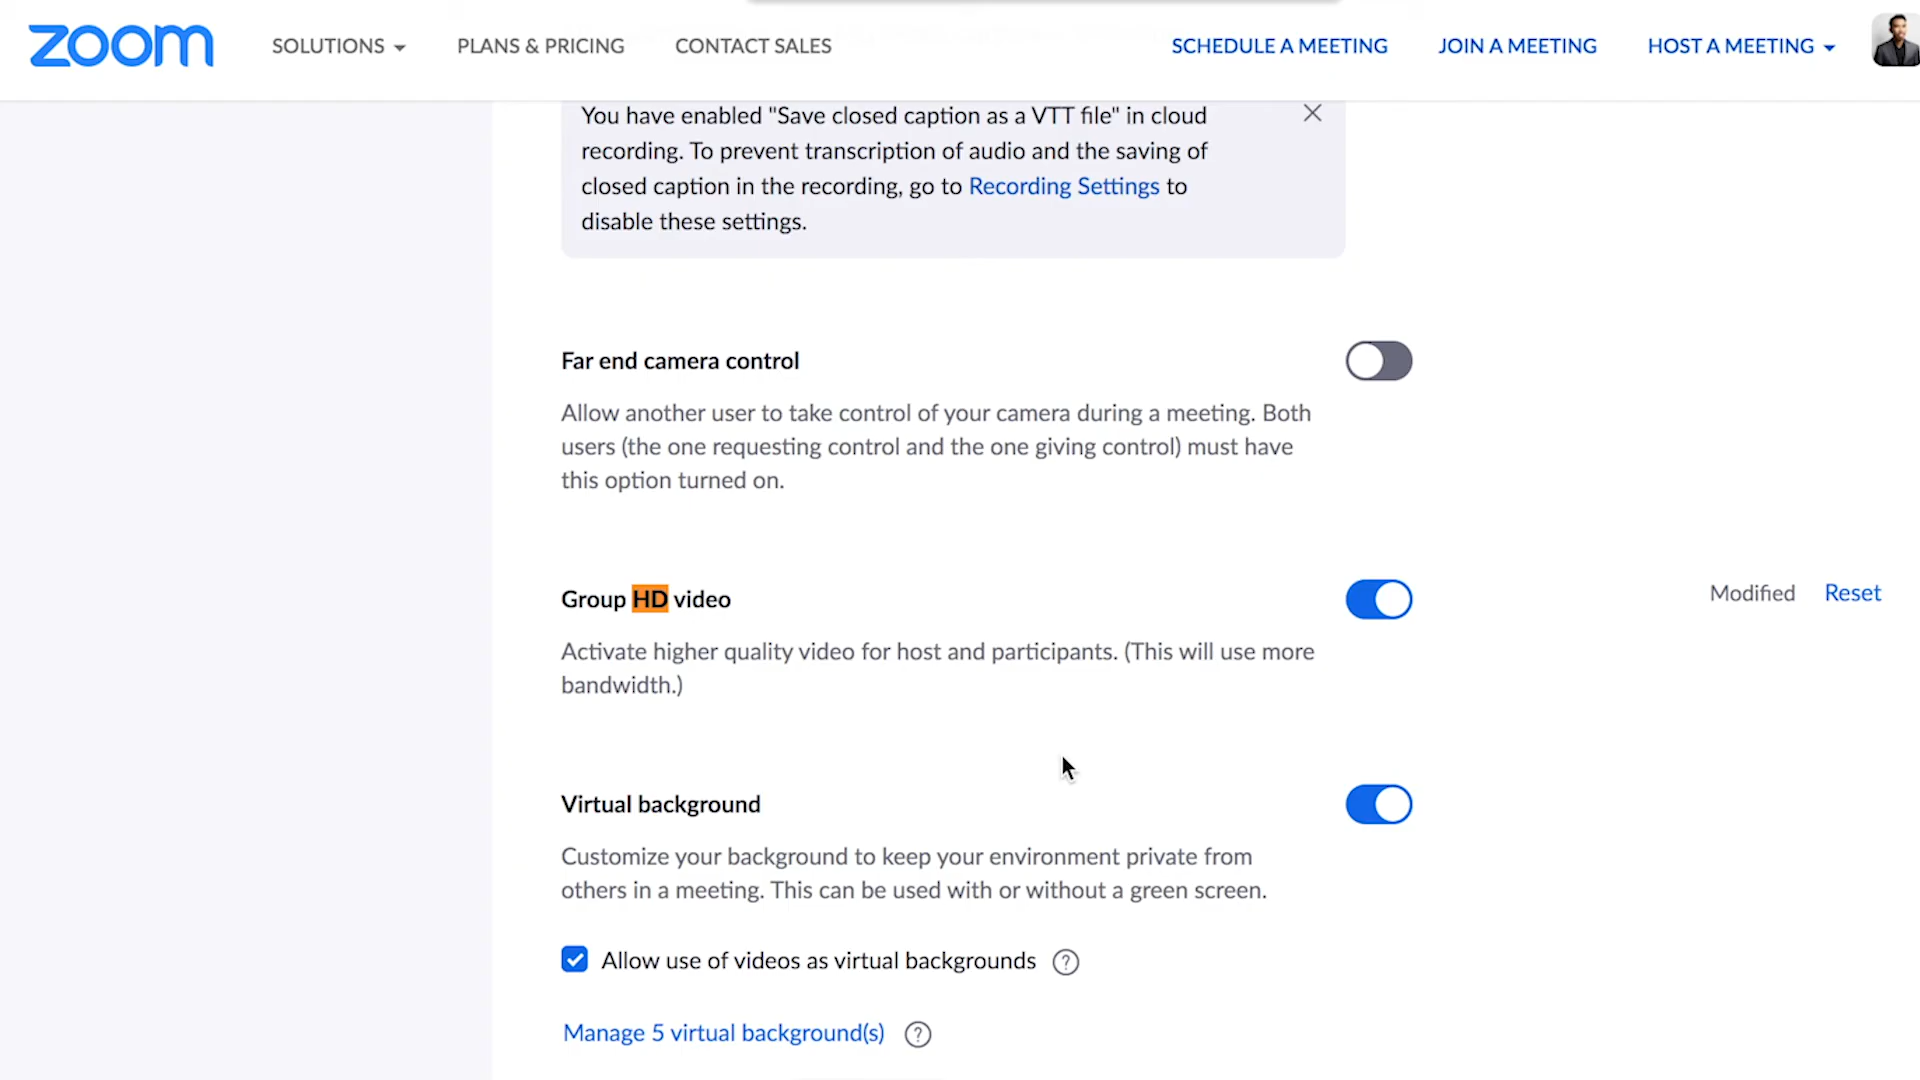 zoom
SOLUTIONS
PLANS & PRICING
CONTACT SALES
SCHEDULE A MEETING
JOIN A MEETING
HOST A MEETING
You have enabled "Save closed caption as a VTT file" in cloud
recording. To prevent transcription of audio and the saving of
closed caption in the recording, go to Recording Settings to
disable these settings.
Far end camera control
Allow another user to take control of your camera during a meeting. Both
users (the one requesting control and the one giving control) must have
this option turned on.
Group HD video
Modified Reset
Activate higher quality video for host and participants. (This will use more
bandwidth.)
Virtual background
Customize your background to keep your environment private from
others in a meeting. This can be used with or without a green screen.
Allow use of videos as virtual backgrounds ?
Manage 5 virtual background(s) ?